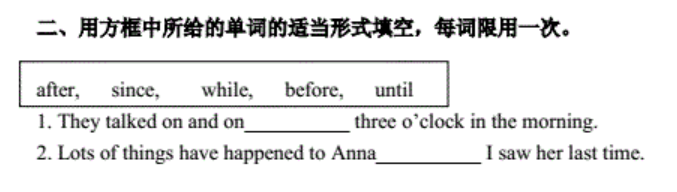 二、用方框中所给的单词的适当形式填空，每词限用一次。
after, since, while, before, until
1. They talked on and on__________ three o’clock in the morning.
2. Lots of things have happened to Anna__________ I saw her last time.